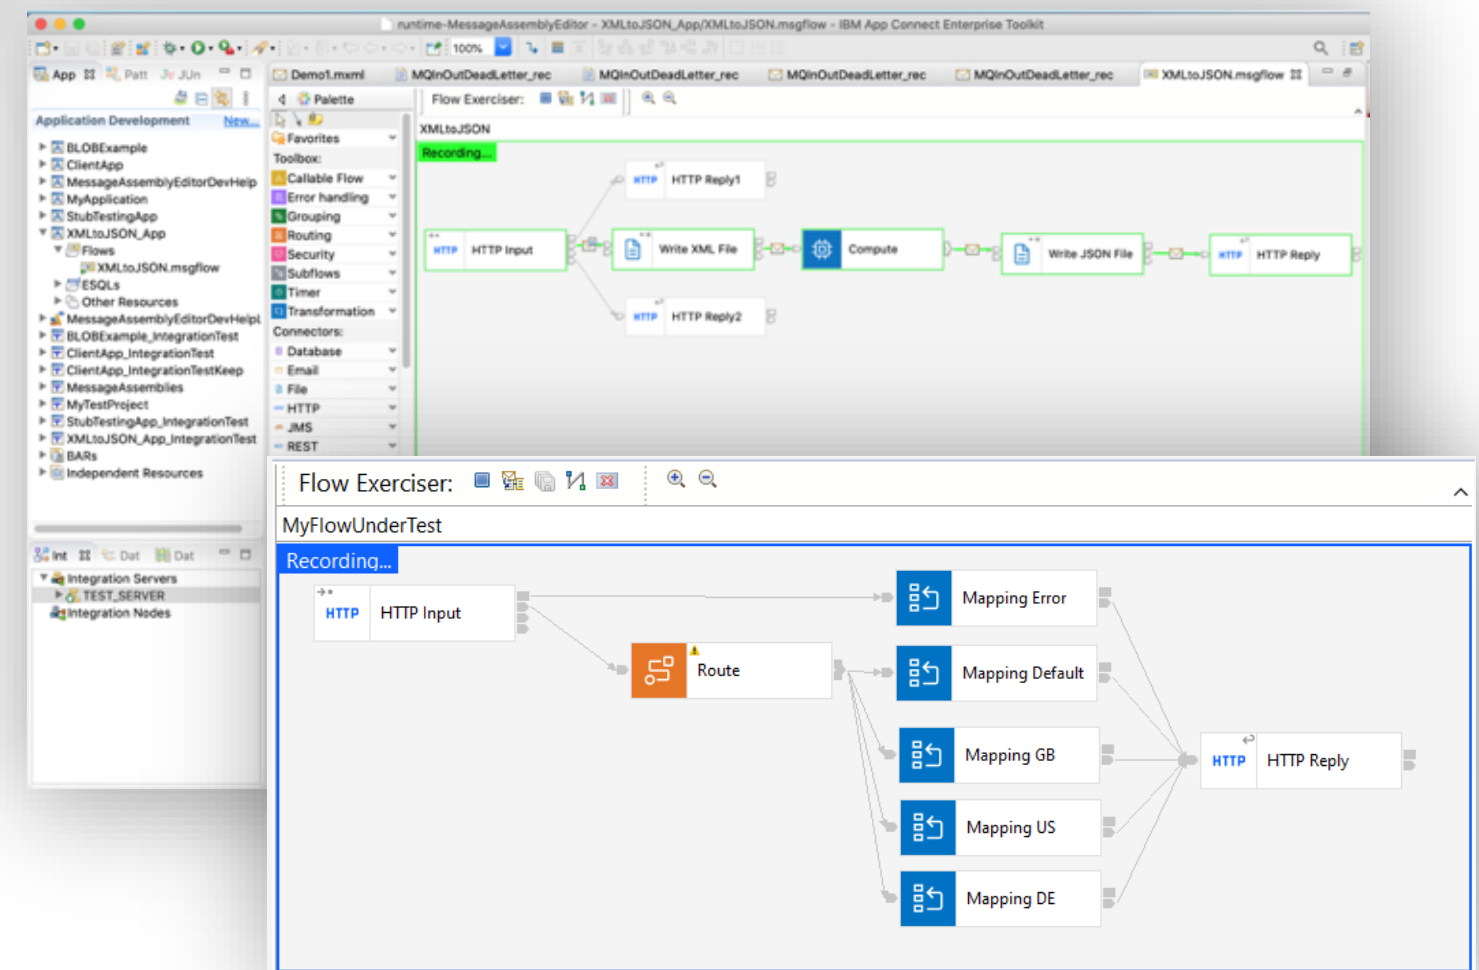 runtime-MessageAssemblyEditor - XMLtoJSON_App/XMLtoJSON.msgflow - IBM App Connect Enterprise Toolkit
100%
App Patt JUn
Demo1.mxml MQInOutDeadLetter_rec MQInOutDeadLetter_rec MQInOutDeadLetter_rec MQInOutDeadLetter_rec XMLtoJSON.msgflow
Application Development New...
BLOBExample
ClientApp
MessageAssemblyEditorDevHelp
MyApplication
StubTestingApp
XMLtoJSON_App
Flows
XMLtoJSON.msgflow
ESQLs
Other Resources
MessageAssemblyEditorDevHelpI
BLOBExample_IntegrationTest
ClientApp_IntegrationTest
ClientApp_IntegrationTestKeep
MessageAssemblies
MyTestProject
StubTestingApp_IntegrationTest
XMLtoJSON_App_IntegrationTest
BARs
Independent Resources
Palette
Favorites
Toolbox:
Callable Flow
Error handling
Grouping
Routing
Security
Subflows
Timer
Transformation
Connectors:
Database
Email
File
HTTP
JMS
REST
Flow Exerciser:
XMLtoJSON
Recording...
HTTP HTTP Reply1
HTTP HTTP Input
Write XML File
Compute
Write JSON File
HTTP HTTP Reply
HTTP HTTP Reply2
Int Dat Dat
Integration Servers
TEST_SERVER
Integration Nodes
Flow Exerciser:
MyFlowUnderTest
Recording...
HTTP HTTP Input
Route
Mapping Error
Mapping Default
Mapping GB
Mapping US
Mapping DE
HTTP HTTP Reply